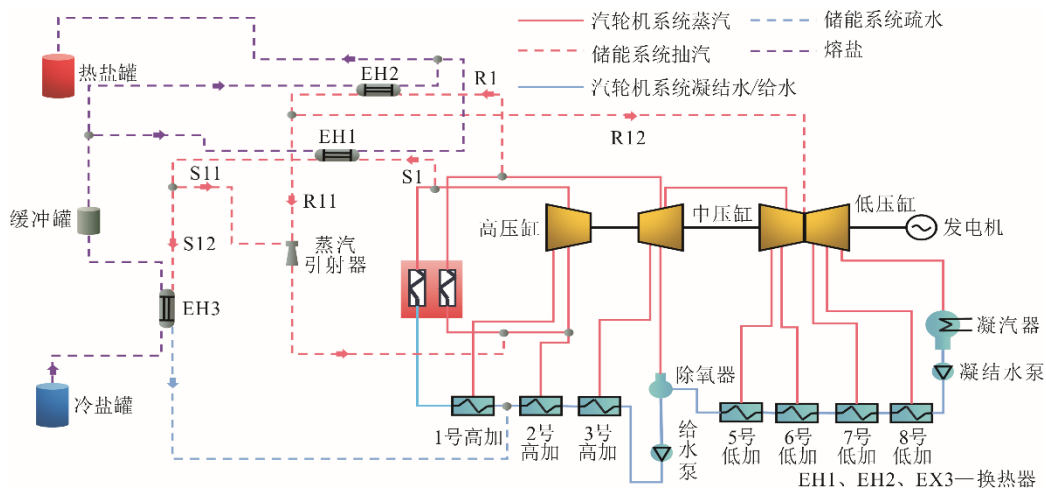 汽轮机系统蒸汽
储能系统疏水
储能系统抽汽
熔盐
汽轮机系统凝结水/给水
热盐罐
EH2
R1
R12
EH1
S1
S11
R11
缓冲罐
S12
蒸汽
引射器
高压缸
中压缸
低压缸
发电机
EH3
凝汽器
冷盐罐
除氧器
凝结水泵
给
水
泵
1号高加
2号
高加
3号
高加
5号
低加
6号
低加
7号
低加
8号
低加
EH1、EH2、EX3—换热器